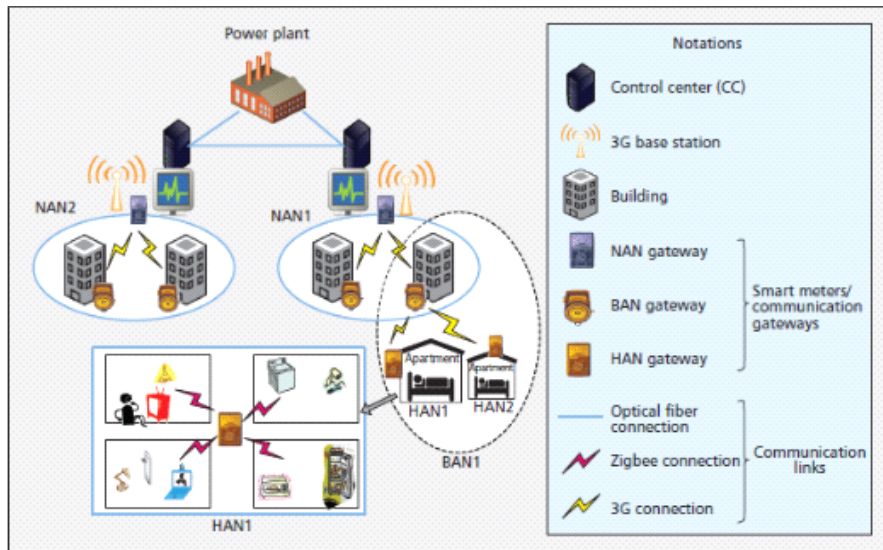 Power plant
NAN2
NAN1
Apartment
Apartment
HAN1
HAN2
BAN1
HAN1
Notations
Control center (CC)
3G base station
Building
NAN gateway
BAN gateway
HAN gateway
Smart meters/
communication
gateways
Optical fiber
connection
Zigbee connection
3G connection
Communication
links